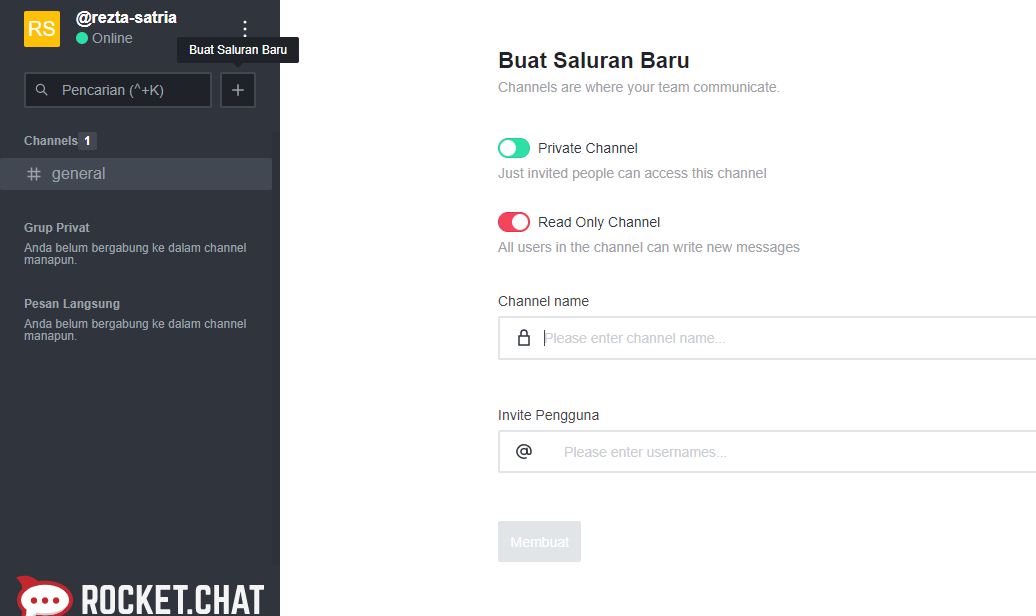 RS
@rezta-satria
Online
Buat Saluran Baru
Pencarian (^+K)
+
Channels 1
# general
Grup Privat
Anda belum bergabung ke dalam channel
manapun.
Pesan Langsung
Anda belum bergabung ke dalam channel
manapun.
ROCKET.CHAT
Buat Saluran Baru
Channels are where your team communicate.
Private Channel
Just invited people can access this channel
Read Only Channel
All users in the channel can write new messages
Channel name
Please enter channel name...
Invite Pengguna
@ Please enter usernames...
Membuat